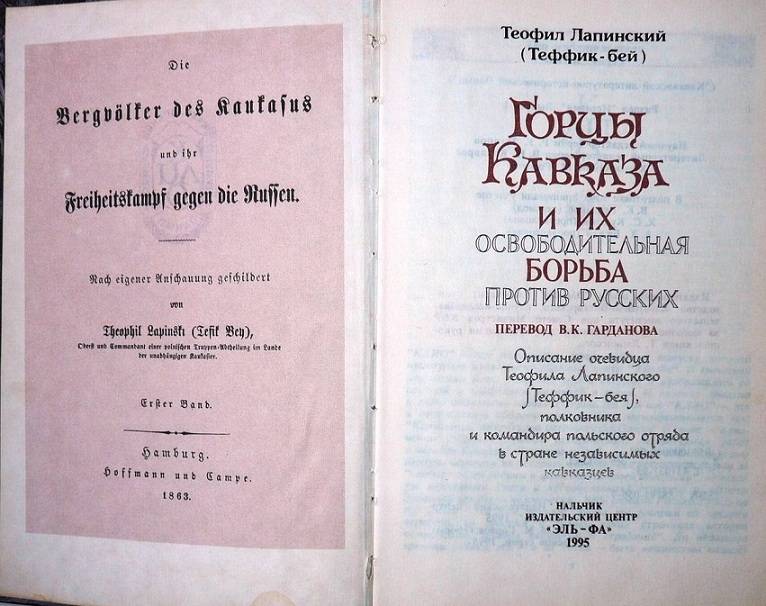 Die
Bergvölker des Kaukasus
und ihr
Freiheitskampf gegen die Russen.
Nach eigener Anschauung geschildert
von
Theophil Lapinski (Tefik Bey),
Oberst und Commandant einer polnischen Truppen-Abtheilung im Lande
der unabhängigen Kaukasier.
Erster Band.
Hamburg.
Hoffmann und Campe.
1863.
Теофил Лапинский
(Теффик-бей)
ГОРЦЫ
КАВКАЗА
И ИХ
ОСВОБОДИТЕЛЬНАЯ
БОРЬБА
ПРОТИВ РУССКИХ
ПЕРЕВОД В.К. ГАРДАНОВА
Описание очевидца
Теофила Лапинского
/Теффик-бея/,
полковника
и командира польского отряда
в стране независимых
кавказцев
НАЛЬЧИК
ИЗДАТЕЛЬСКИЙ ЦЕНТР
«ЭЛЬ-ФА»
1995